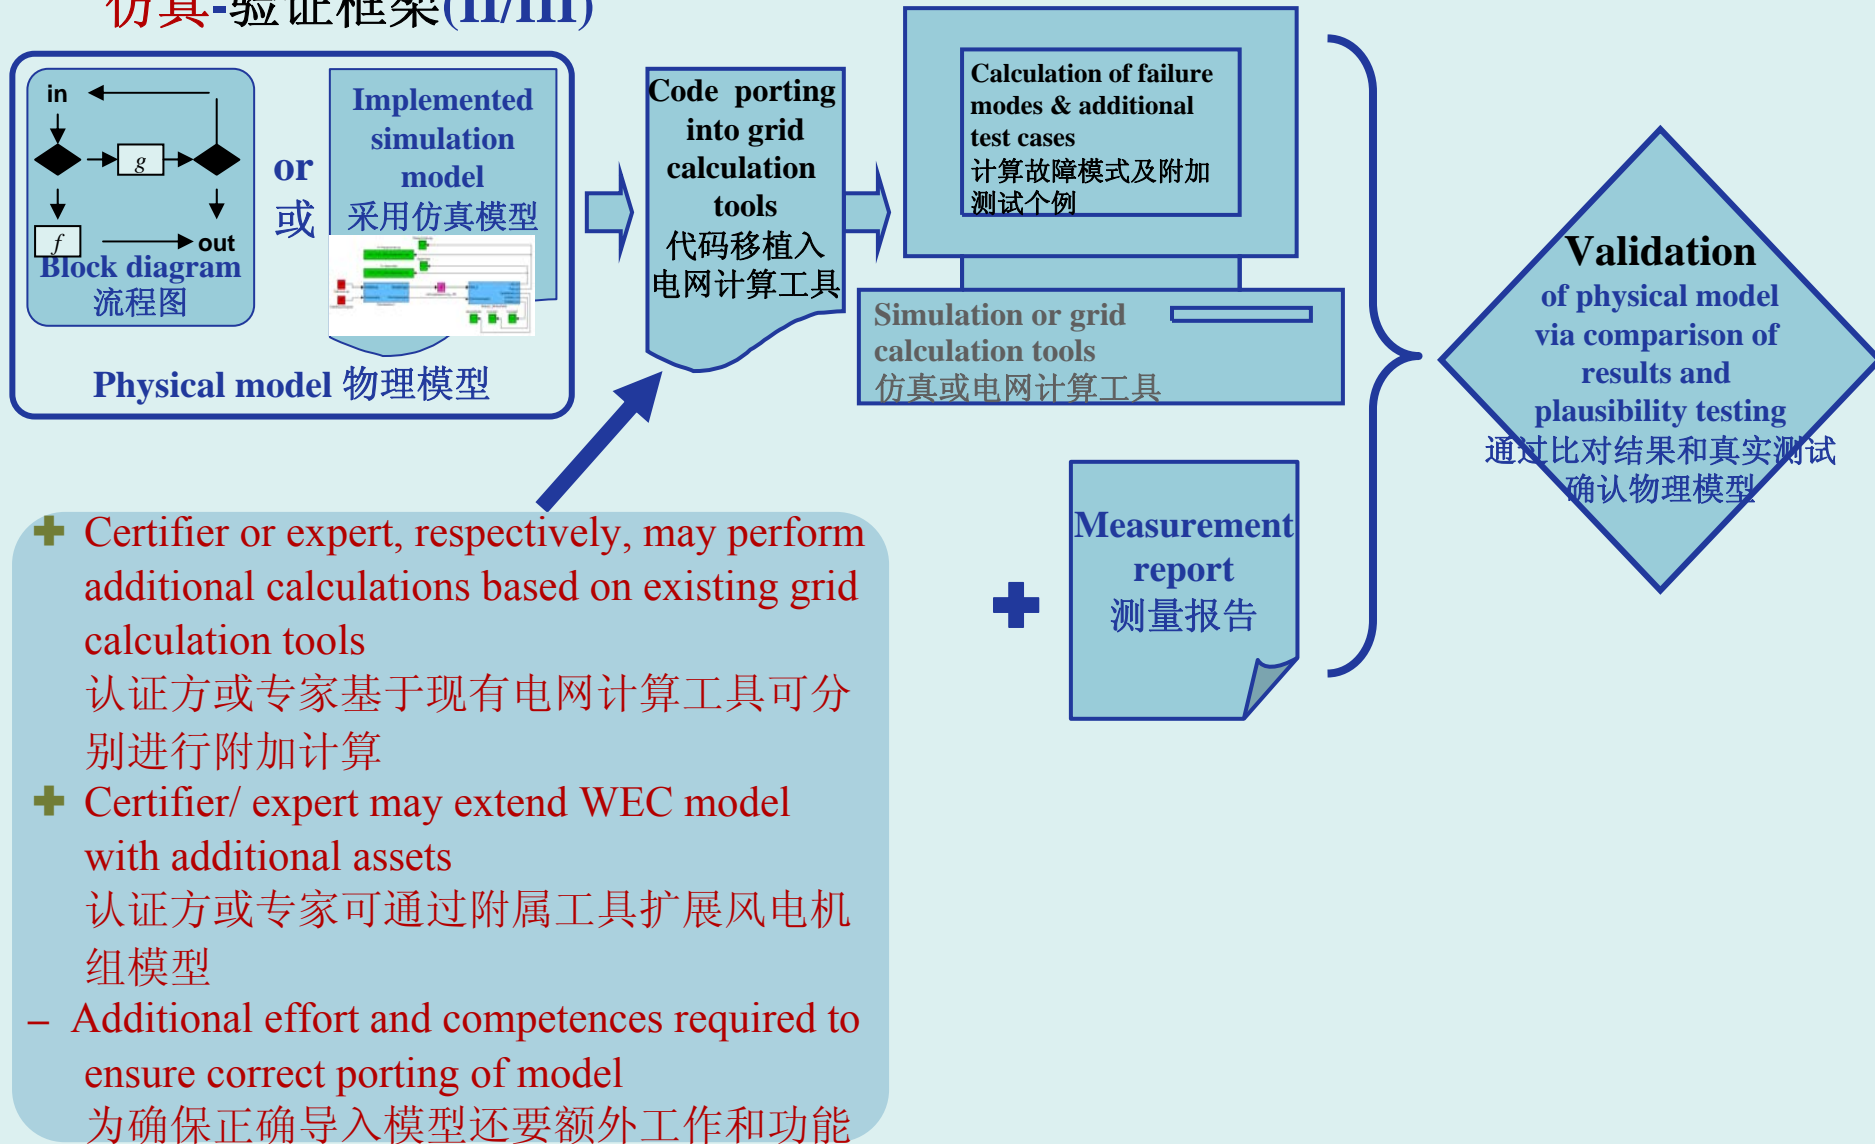 仿真-验证框架(II/III)
in
g
f
out
Block diagram
流程图
or
或
Implemented
simulation
model
采用仿真模型
Physical model 物理模型
Code porting
into grid
calculation
tools
代码移植入
电网计算工具
Calculation of failure
modes & additional
test cases
计算故障模式及附加
测试个例
Simulation or grid
calculation tools
仿真或电网计算工具
Measurement
report
测量报告
Validation
of physical model
via comparison of
results and
plausibility testing
通过比对结果和真实测试
确认物理模型
Certifier or expert, respectively, may perform
additional calculations based on existing grid
calculation tools
认证方或专家基于现有电网计算工具可分
别进行附加计算
Certifier/ expert may extend WEC model
with additional assets
认证方或专家可通过附属工具扩展风电机
组模型
– Additional effort and competences required to
ensure correct porting of model
为确保正确导入模型还要额外工作和功能